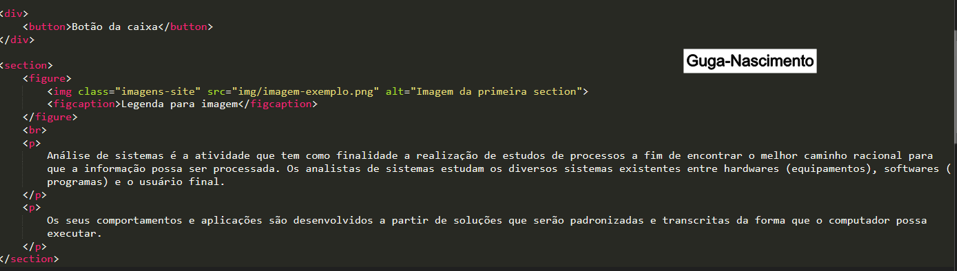 <div>
<button>Botão da caixa</button>
</div>
Guga-Nascimento
<section>
<figure>
<img class="imagens-site" src="img/imagem-exemplo.png" alt="Imagem da primeira section">
<figcaption>Legenda para imagem</figcaption>
</figure>
<br>
<p>
Análise de sistemas é a atividade que tem como finalidade a realização de estudos de processos a fim de encontrar o melhor caminho racional para
que a informação possa ser processada. Os analistas de sistemas estudam os diversos sistemas existentes entre hardwares (equipamentos), softwares (
programas) e o usuário final.
</p>
<p>
Os seus comportamentos e aplicações são desenvolvidos a partir de soluções que serão padronizadas e transcritas da forma que o computador possa
executar.
</p>
</section>